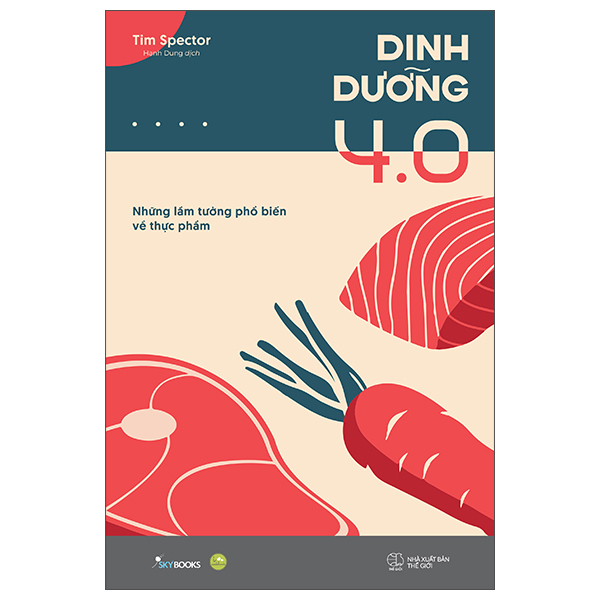 Tim Spector
Hạnh Dung dịch
DINH
DƯỠNG
4.0
Những lầm tưởng phổ biến
về thực phẩm
SKYBOOKS
NHÀ XUẤT BẢN
THẾ GIỚI